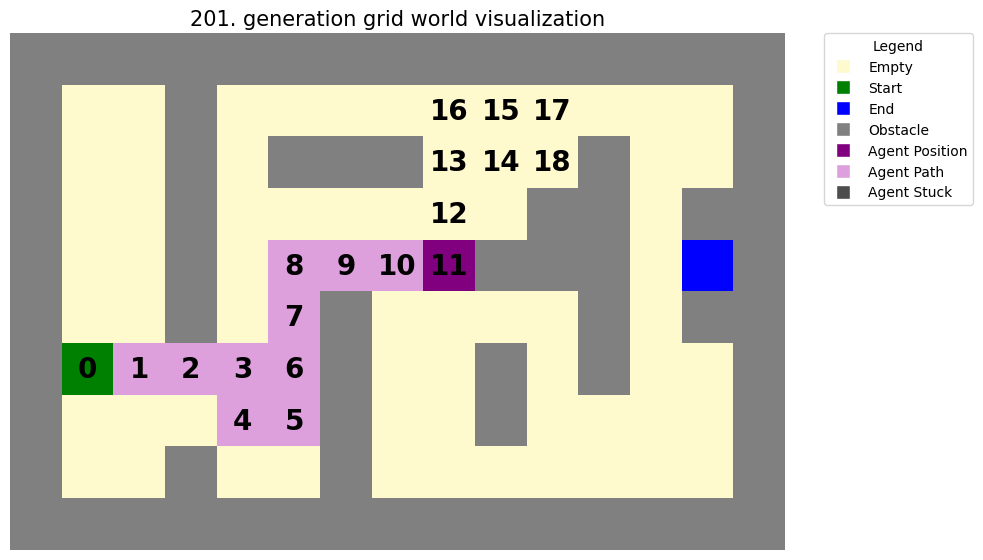 201. generation grid world visualization
Legend
Empty
Start
End
Obstacle
Agent Position
Agent Path
Agent Stuck
16 15 17
13 14 18
12
8 9 10 11
7
0 1 2 3 6
4 5